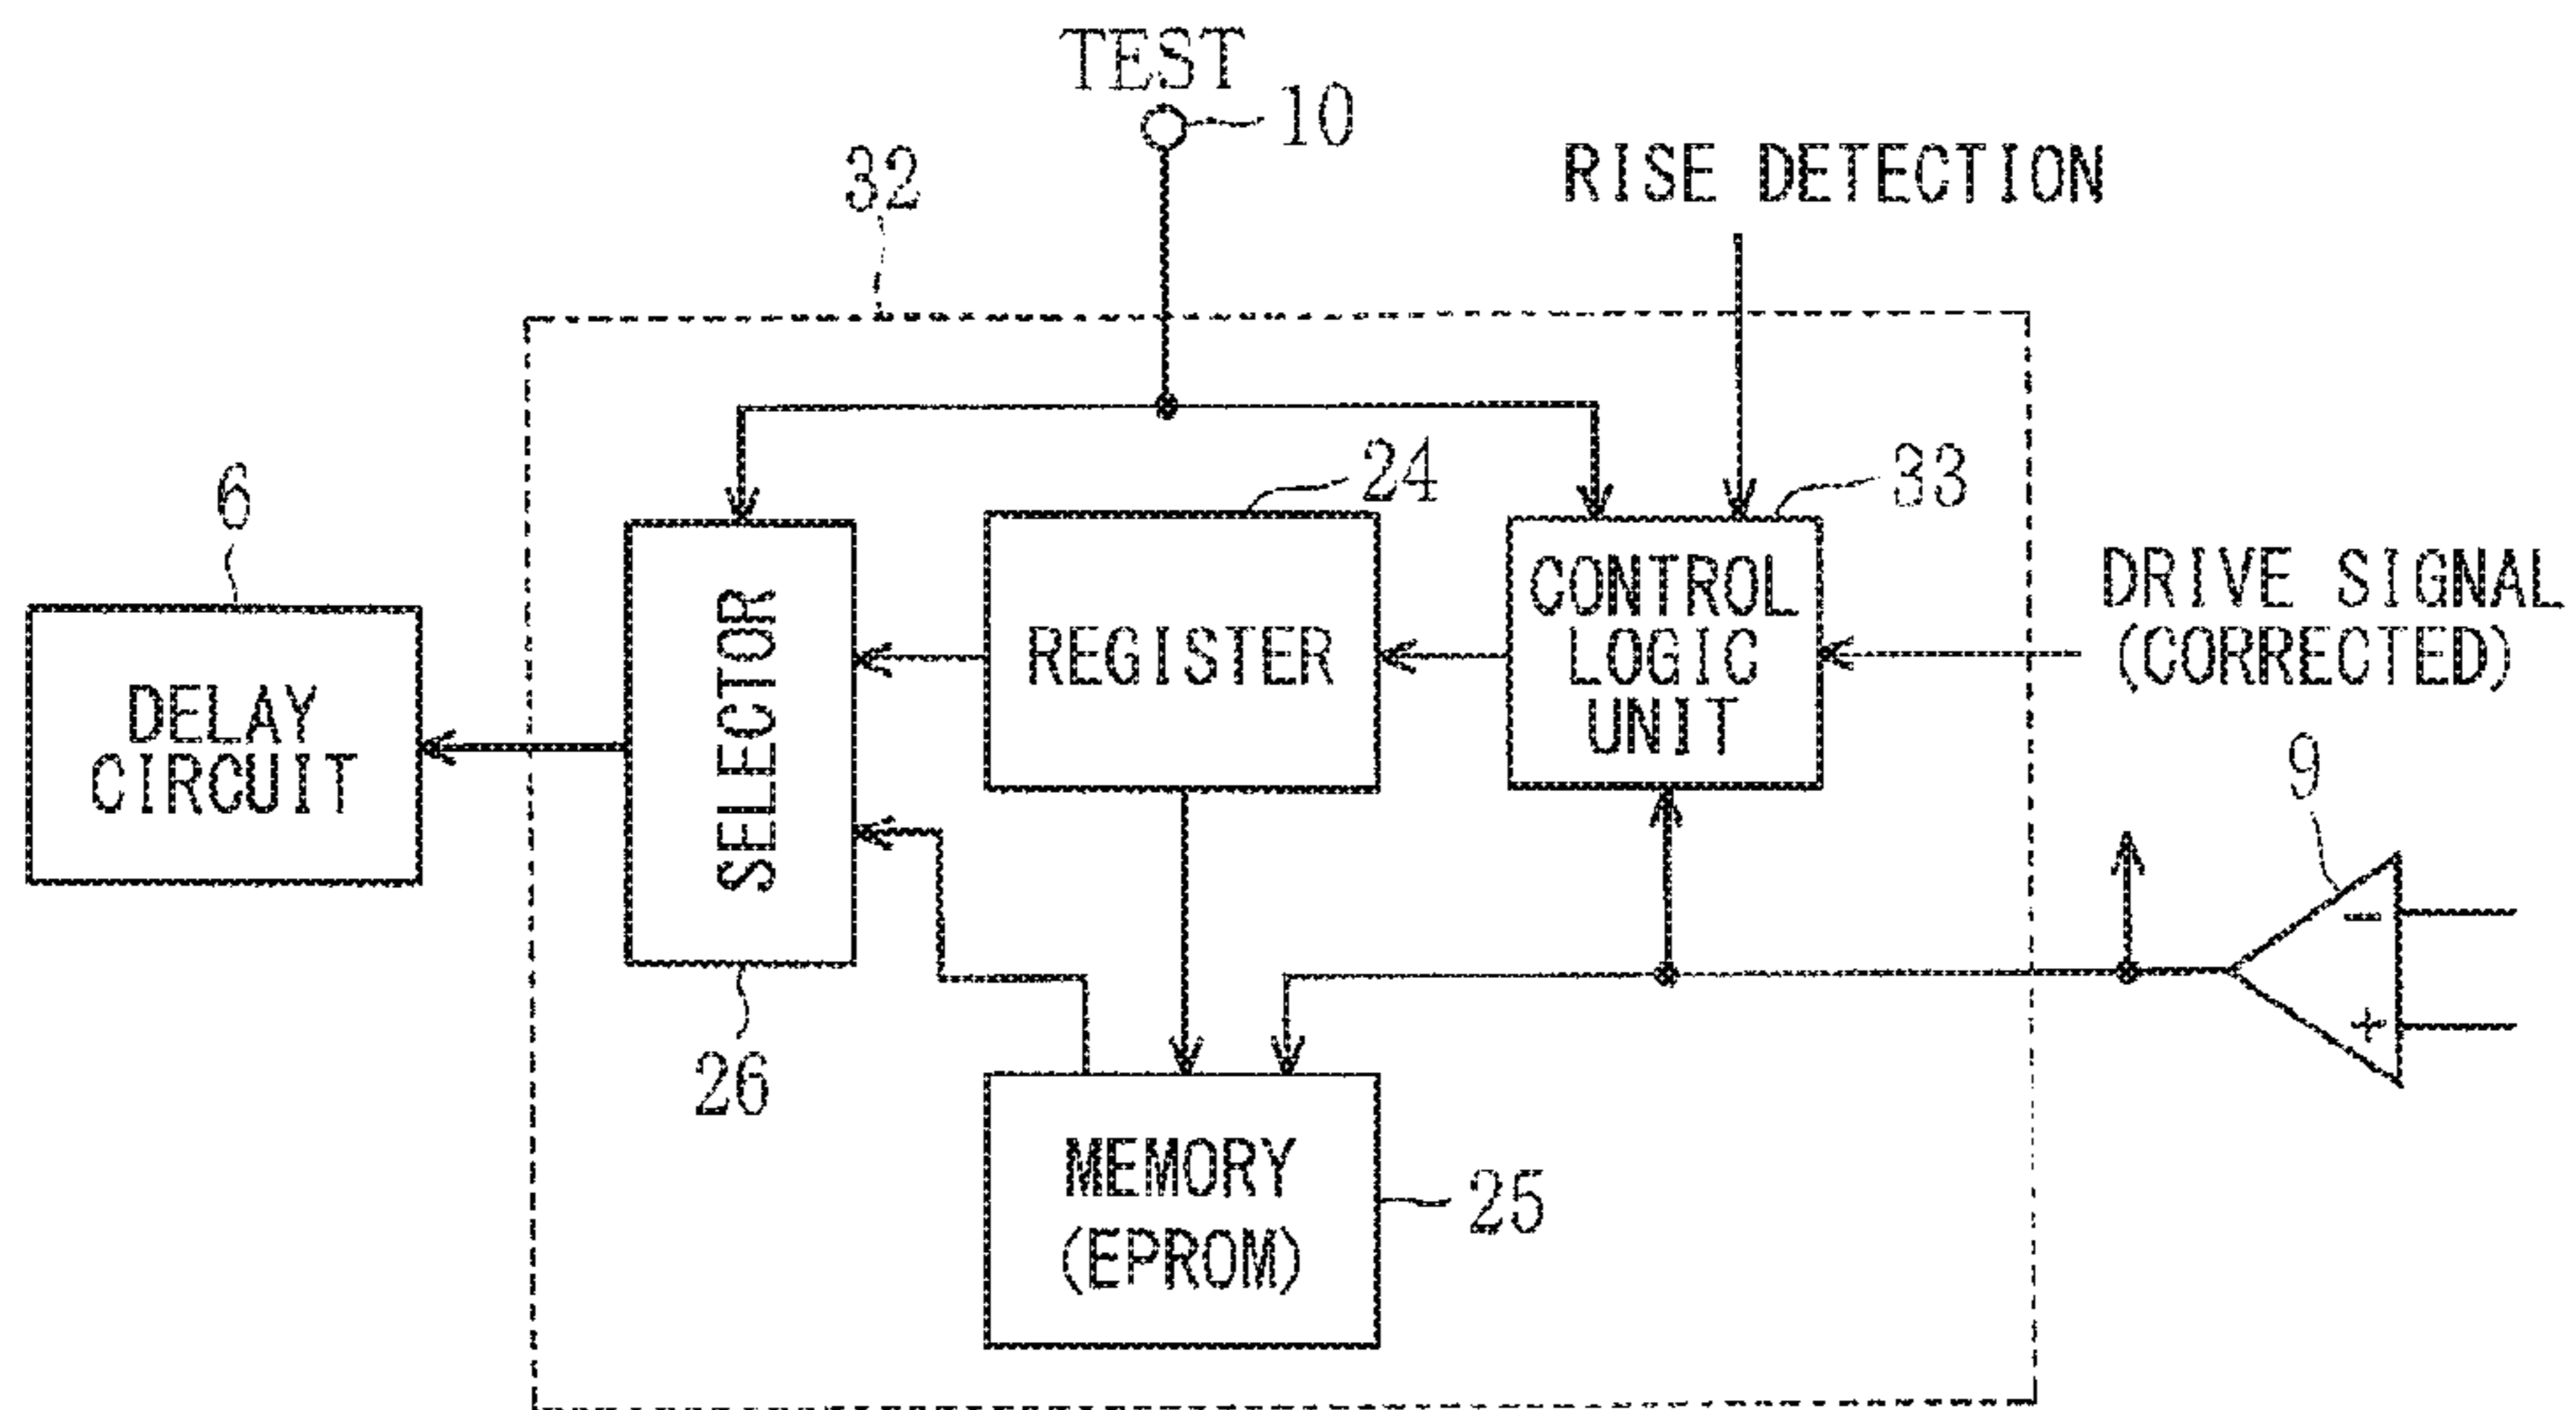 TEST
10
32
RISE DETECTION
6
24
33
DELAY
CIRCUIT
SELECTOR
REGISTER
CONTROL
LOGIC
UNIT
DRIVE SIGNAL
(CORRECTED)
9
−
+
26
MEMORY
(EPROM)
25